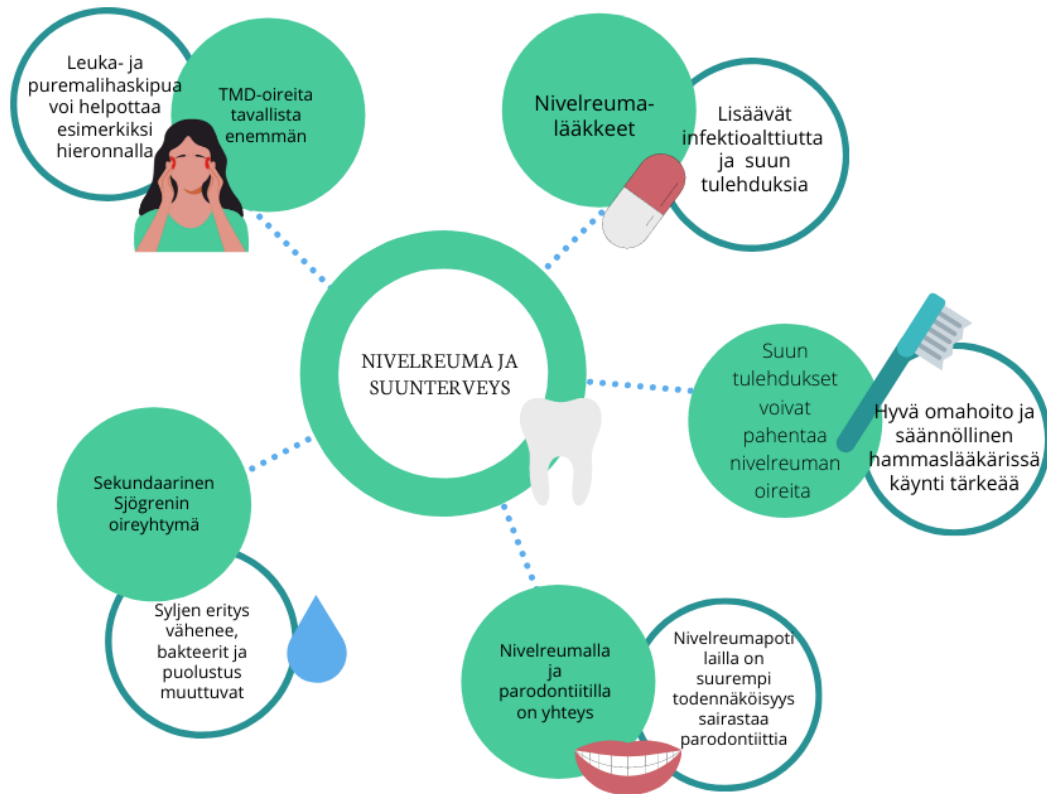 Leuka- ja
puremalihaskipua
voi helpottaa
esimerkiksi
hieronnalla
TMD-oireita
tavallista
enemmän
Nivelreuma-
lääkkeet
Lisäävät
infektioalttiutta
ja suun
tulehduksia
NIVELREUMA JA
SUUNTERVEYS
Suun
tulehdukset
voivat
pahentaa
nivelreuman
oireita
Hyvä omahoito ja
säännöllinen
hammaslääkärissä
käynti tärkeää
Sekundaarinen
Sjögrenin
oireyhtymä
Syljen eritys
vähenee,
bakteerit ja
puolustus
muuttuvat
Nivelreumalla
ja
parodontiitilla
on yhteys
Nivelreumapoti
lailla on
suurempi
todennäköisyys
sairastaa
parodontiittia